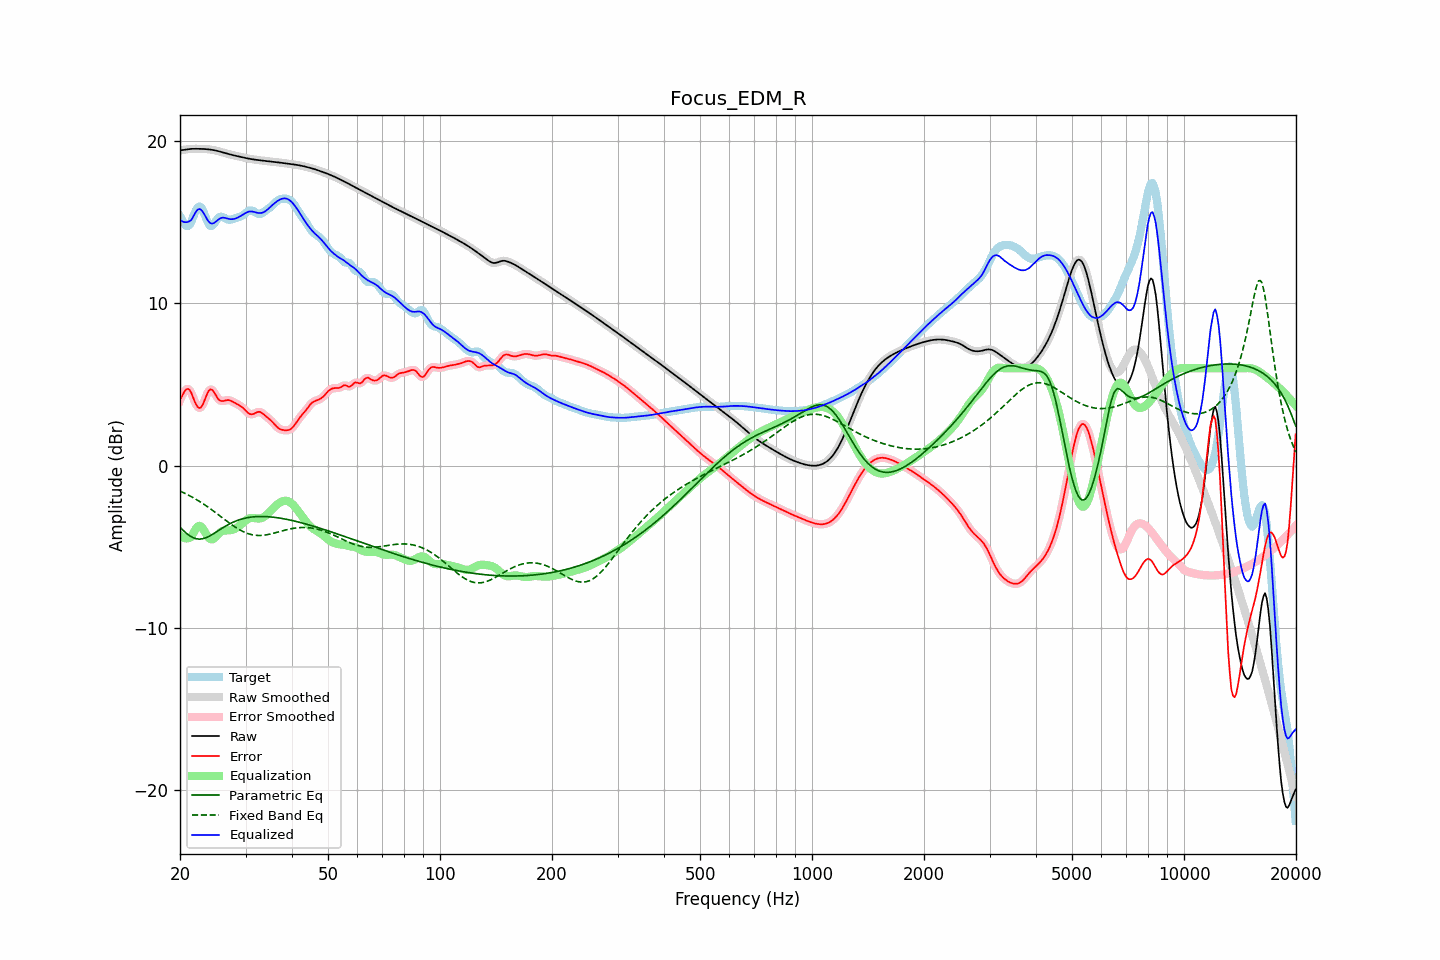 Focus_EDM_R
Amplitude (dBr)
20
10
0
−10
−20
Target
Raw Smoothed
Error Smoothed
Raw
Error
Equalization
Parametric Eq
Fixed Band Eq
Equalized
20 50 100 200 500 1000 2000 5000 10000 20000
Frequency (Hz)